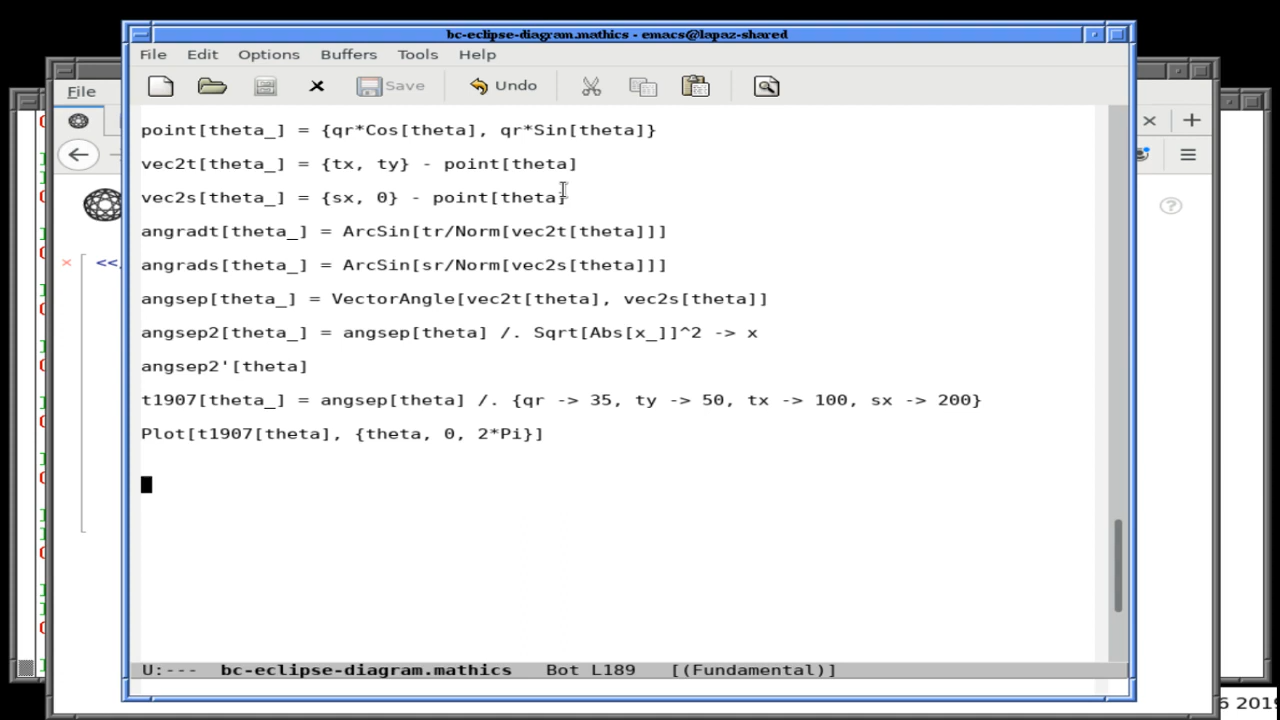 bc-eclipse-diagram.mathics - emacs@lapaz-shared
File Edit Options Buffers Tools Help
File
Save Undo
point[theta_] = {qr*Cos[theta], qr*Sin[theta]}
vec2t[theta_] = {tx, ty} - point[theta]
vec2s[theta_] = {sx, 0} - point[theta]
angradt[theta_] = ArcSin[tr/Norm[vec2t[theta]]]
angrads[theta_] = ArcSin[sr/Norm[vec2s[theta]]]
angsep[theta_] = VectorAngle[vec2t[theta], vec2s[theta]]
angsep2[theta_] = angsep[theta] /. Sqrt[Abs[x_]]^2 -> x
angsep2'[theta]
t1907[theta_] = angsep[theta] /. {qr -> 35, ty -> 50, tx -> 100, sx -> 200}
Plot[t1907[theta], {theta, 0, 2*Pi}]
<<
U:--- bc-eclipse-diagram.mathics Bot L189 [(Fundamental)]